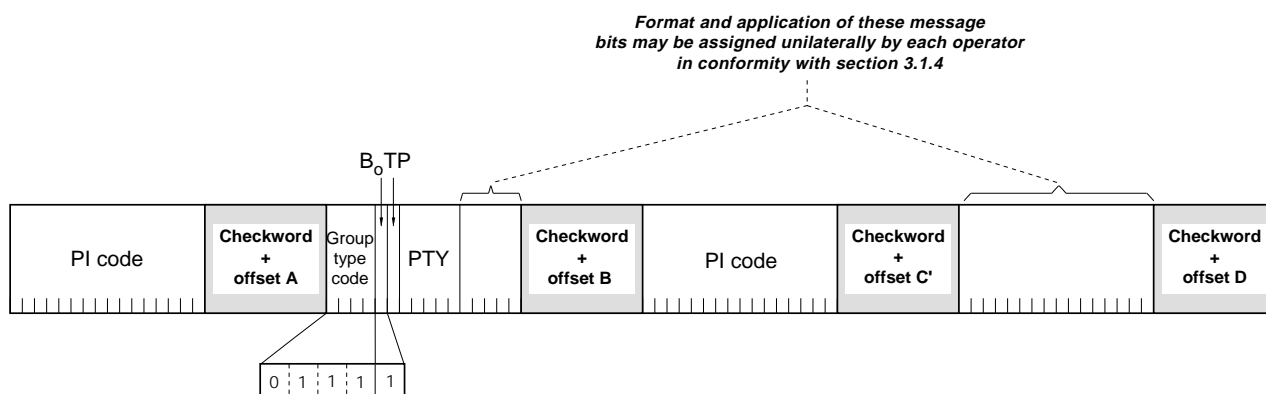 Format and application of these message
bits may be assigned unilaterally by each operator
in conformity with section 3.1.4
BoTP
PI code
Checkword
+
offset A
Group
type
code
PTY
Checkword
+
offset B
PI code
Checkword
+
offset C'
Checkword
+
offset D
0 1 1 1 1